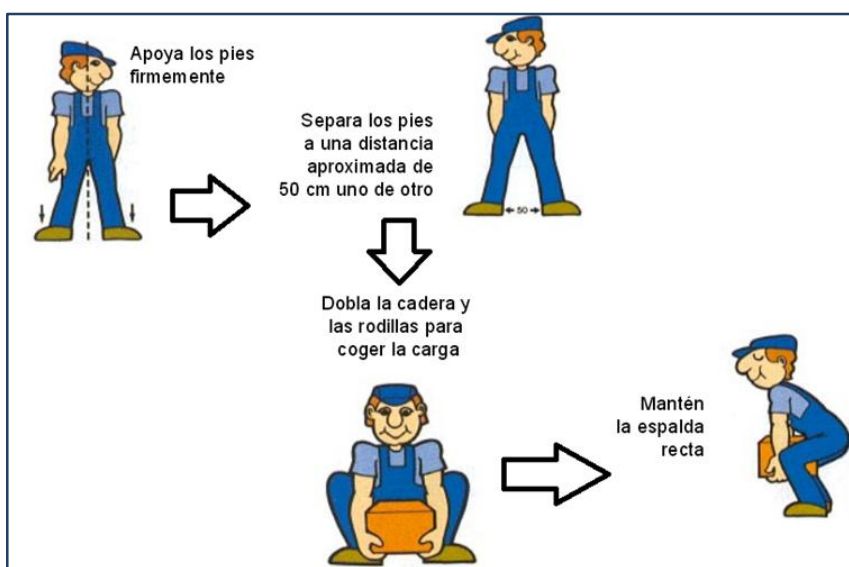 Apoya los pies
firmemente
Separa los pies
a una distancia
aproximada de
50 cm uno de otro
50
Dobla la cadera y
las rodillas para
coger la carga
Mantén
la espalda
recta